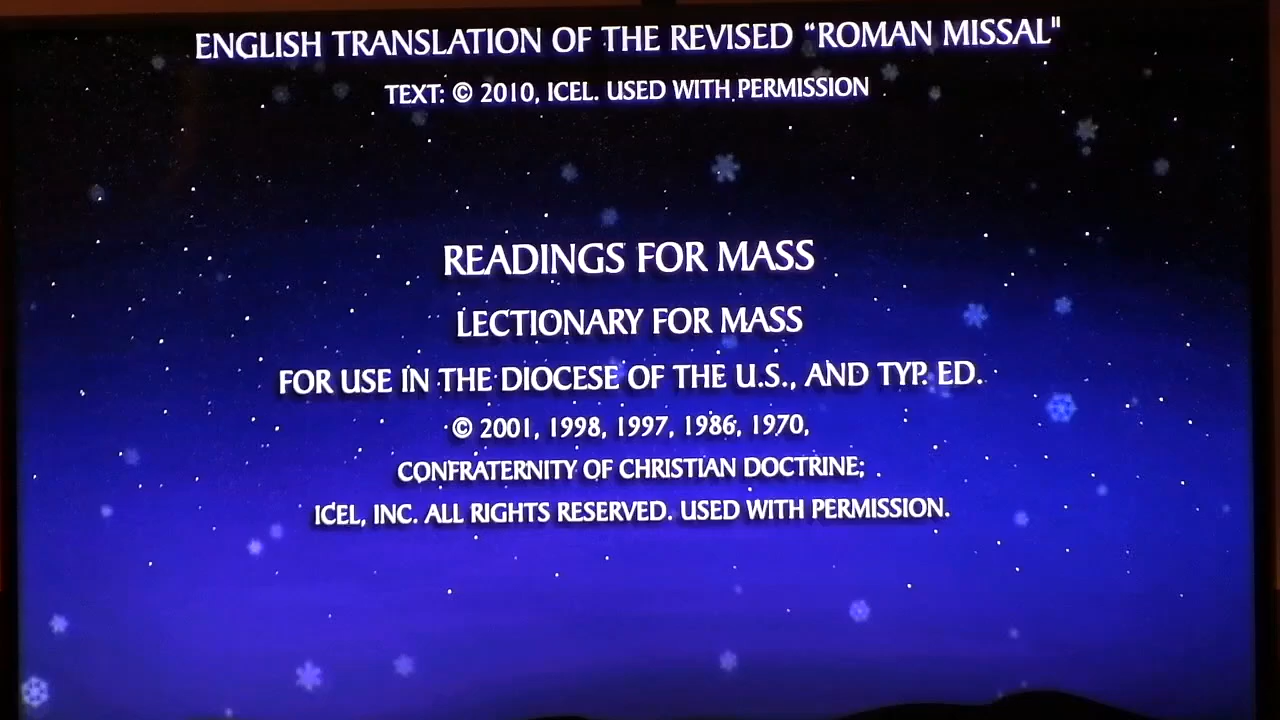 ENGLISH TRANSLATION OF THE REVISED “ROMAN MISSAL"
TEXT: © 2010, ICEL. USED WITH PERMISSION
READINGS FOR MASS
LECTIONARY FOR MASS
FOR USE IN THE DIOCESE OF THE U.S., AND TYP. ED.
© 2001, 1998, 1997, 1986, 1970,
CONFRATERNITY OF CHRISTIAN DOCTRINE;
ICEL, INC. ALL RIGHTS RESERVED. USED WITH PERMISSION.